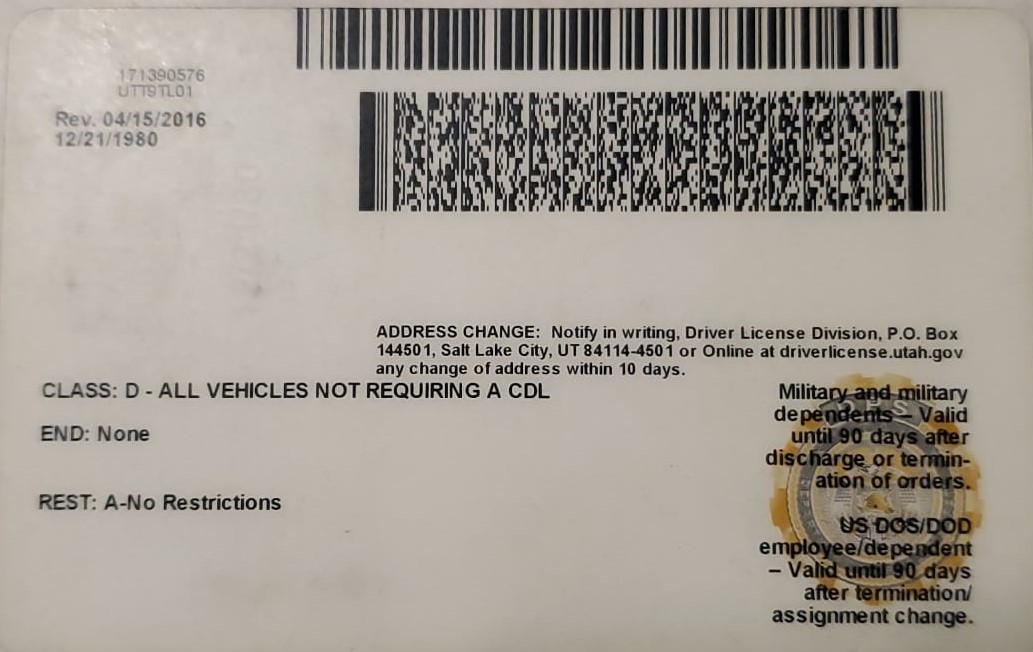 171390576
UTT9TL01
Rev. 04/15/2016
12/21/1980
ADDRESS CHANGE: Notify in writing, Driver License Division, P.O. Box
144501, Salt Lake City, UT 84114-4501 or Online at driverlicense.utah.gov
any change of address within 10 days.
CLASS: D - ALL VEHICLES NOT REQUIRING A CDL
END: None
REST: A-No Restrictions
Military and military
dependents – Valid
until 90 days after
discharge or termin-
ation of orders.
US DOS/DOD
employee/dependent
– Valid until 90 days
after termination/
assignment change.